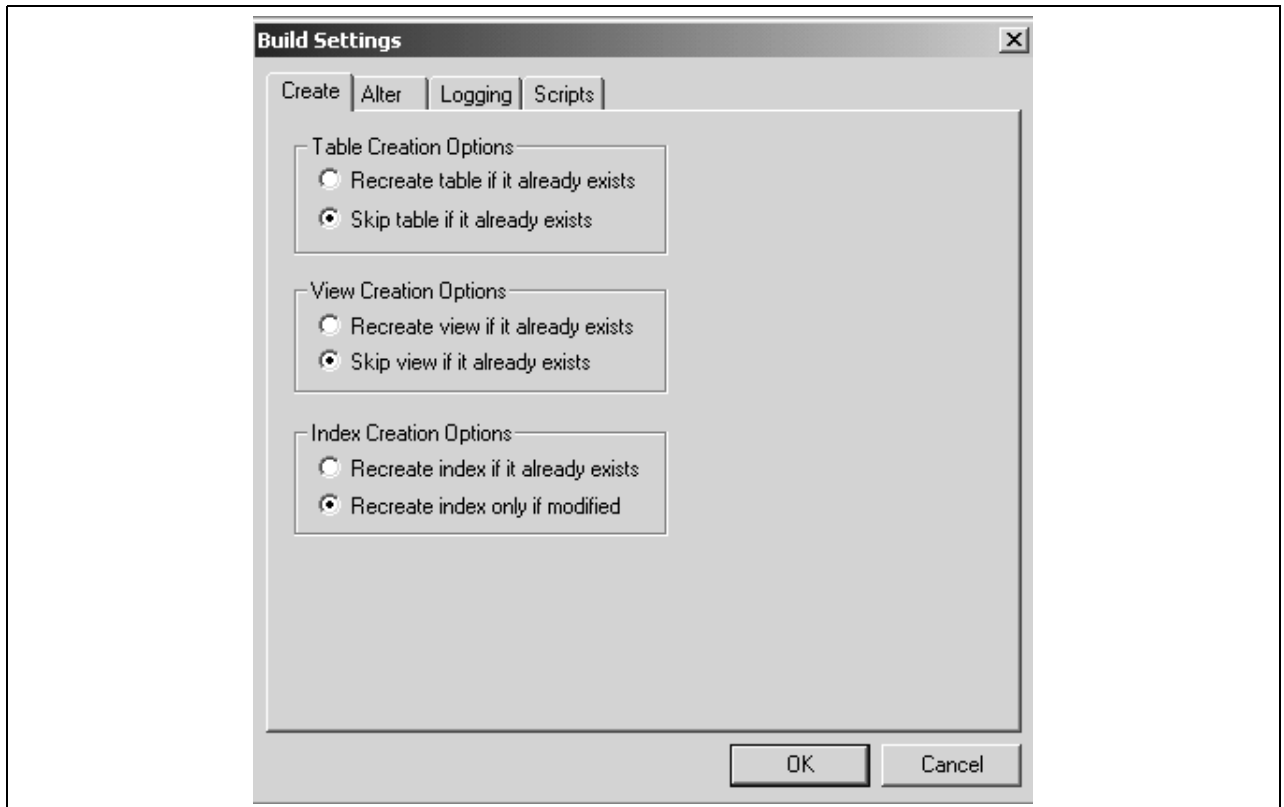 Build Settings
Create Alter Logging Scripts
Table Creation Options
Recreate table if it already exists
Skip table if it already exists
View Creation Options
Recreate view if it already exists
Skip view if it already exists
Index Creation Options
Recreate index if it already exists
Recreate index only if modified
OK Cancel